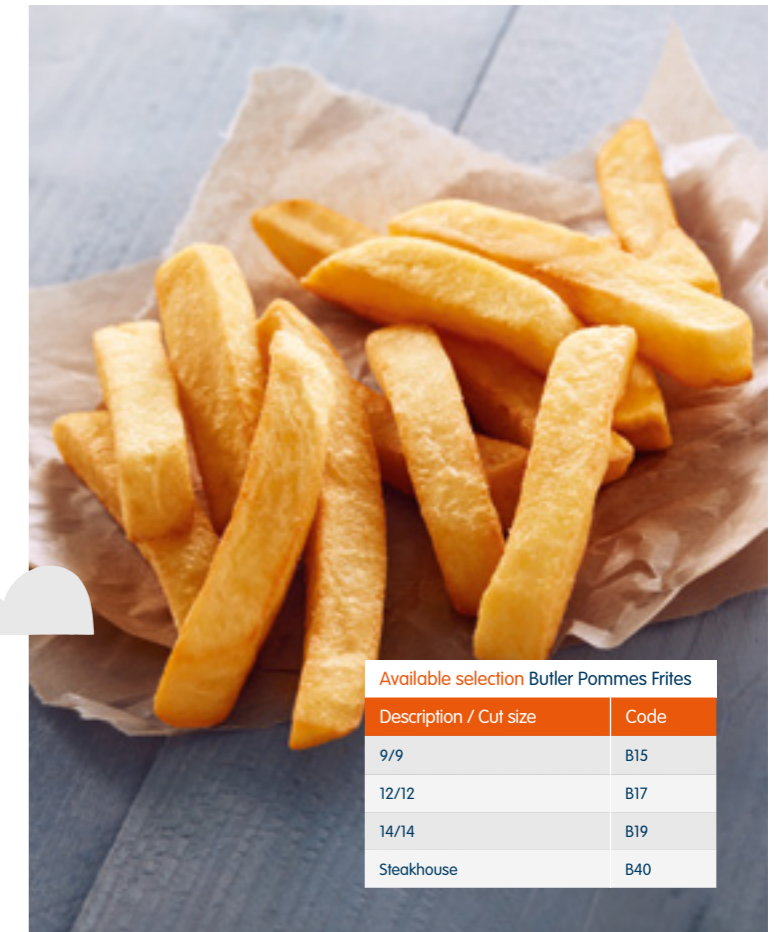 Available selection Butler Pommes Frites
Description / Cut size Code
9/9 B15
12/12 B17
14/14 B19
Steakhouse B40